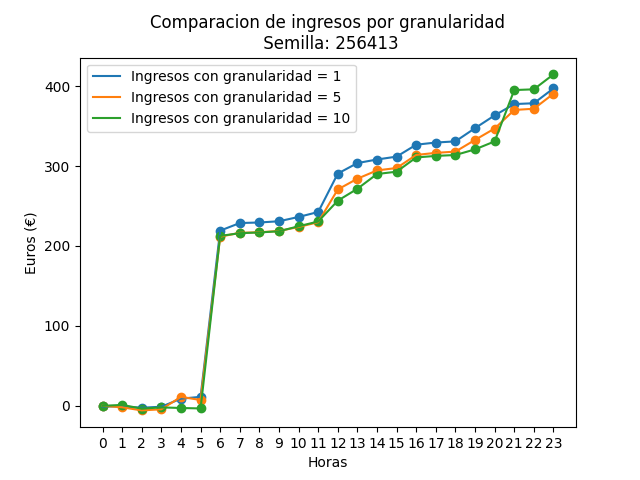 Comparacion de ingresos por granularidad
Semilla: 256413
Ingresos con granularidad = 1
Ingresos con granularidad = 5
Ingresos con granularidad = 10
400
300
200
100
0
Euros (€)
0 1 2 3 4 5 6 7 8 9 10 11 12 13 14 15 16 17 18 19 20 21 22 23
Horas